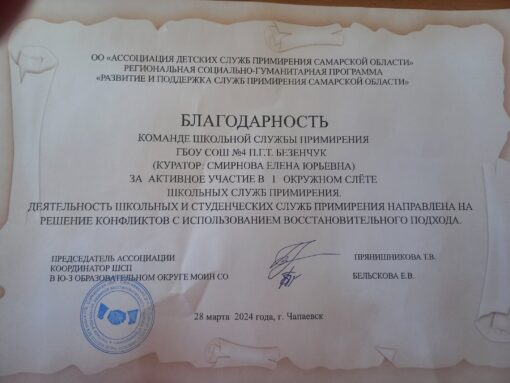 ОО «АССОЦИАЦИЯ ДЕТСКИХ СЛУЖБ ПРИМИРЕНИЯ САМАРСКОЙ ОБЛАСТИ»
РЕГИОНАЛЬНАЯ СОЦИАЛЬНО-ГУМАНИТАРНАЯ ПРОГРАММА
«РАЗВИТИЕ И ПОДДЕРЖКА СЛУЖБ ПРИМИРЕНИЯ САМАРСКОЙ ОБЛАСТИ»
БЛАГОДАРНОСТЬ
КОМАНДЕ ШКОЛЬНОЙ СЛУЖБЫ ПРИМИРЕНИЯ
ГБОУ СОШ №4 П.Г.Т. БЕЗЕНЧУК
(КУРАТОР: СМИРНОВА ЕЛЕНА ЮРЬЕВНА)
ЗА АКТИВНОЕ УЧАСТИЕ В 1 ОКРУЖНОМ СЛЁТЕ
ШКОЛЬНЫХ СЛУЖБ ПРИМИРЕНИЯ.
ДЕЯТЕЛЬНОСТЬ ШКОЛЬНЫХ И СТУДЕНЧЕСКИХ СЛУЖБ ПРИМИРЕНИЯ НАПРАВЛЕНА НА
РЕШЕНИЕ КОНФЛИКТОВ С ИСПОЛЬЗОВАНИЕМ ВОССТАНОВИТЕЛЬНОГО ПОДХОДА.
ПРЕДСЕДАТЕЛЬ АССОЦИАЦИИ ПРЯНИШНИКОВА Т.В.
КООРДИНАТОР ШСП
В Ю-З ОБРАЗОВАТЕЛЬНОМ ОКРУГЕ МОИН СО БЕЛЬСКОВА Е.В.
28 марта 2024 года, г. Чапаевск